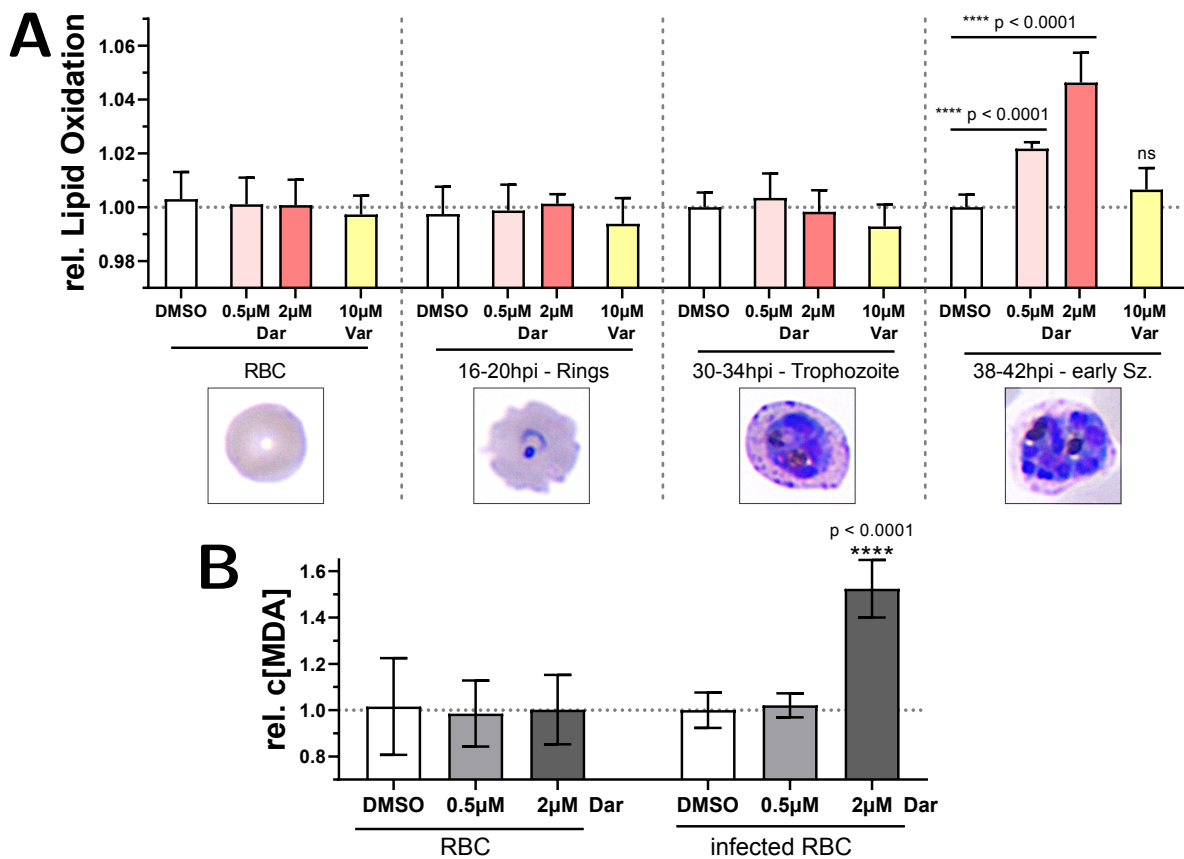 A
rel. Lipid Oxidation
1.06
1.04
1.02
1.00
0.98
**** p < 0.0001
**** p < 0.0001
ns
DMSO 0.5µM 2µM 10µM DMSO 0.5µM 2µM 10µM DMSO 0.5µM 2µM 10µM DMSO 0.5µM 2µM 10µM
Dar Var Dar Var Dar Var Dar Var
RBC 16-20hpi - Rings 30-34hpi - Trophozoite 38-42hpi - early Sz.
B
rel. c[MDA]
1.6
1.4
1.2
1.0
0.8
p < 0.0001
****
DMSO 0.5µM 2µM Dar DMSO 0.5µM 2µM Dar
RBC infected RBC